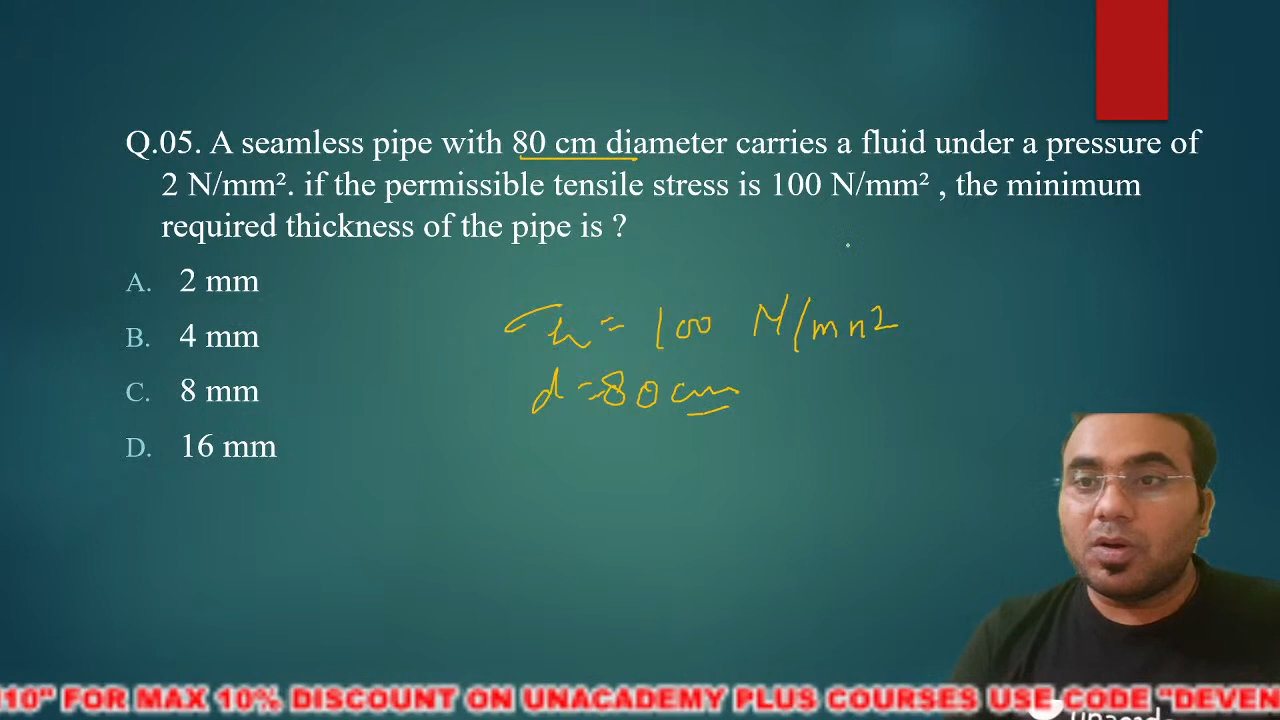 Q.05. A seamless pipe with 80 cm diameter carries a fluid under a pressure of
2 N/mm². if the permissible tensile stress is 100 N/mm² , the minimum
required thickness of the pipe is ?
A. 2 mm
B. 4 mm
C. 8 mm
D. 16 mm
σh = 100 N/mm2
d = 80 cm
10" FOR MAX 10% DISCOUNT ON UNACADEMY PLUS COURSES USE CODE "DEVEN